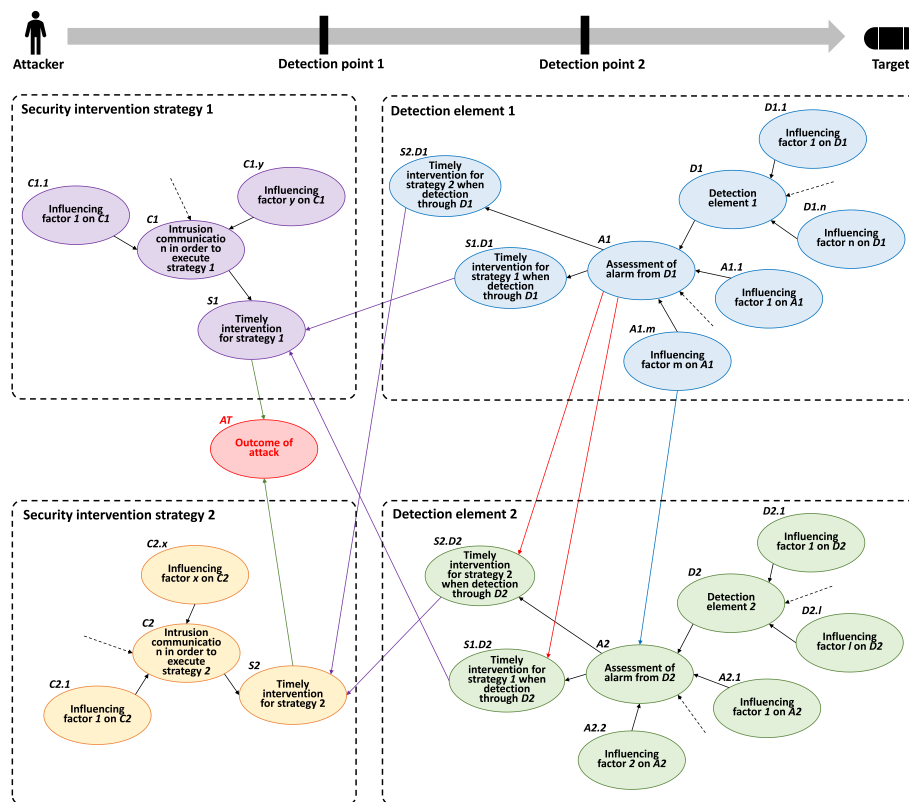 Attacker
Detection point 1
Detection point 2
Target
Security intervention strategy 1
C1.1
Influencing
factor 1 on C1
C1.y
Influencing
factor y on C1
C1
Intrusion
communicatio
n in order to
execute
strategy 1
S1
Timely
intervention
for strategy 1
Detection element 1
D1.1
Influencing
factor 1 on D1
S2.D1
Timely
intervention for
strategy 2 when
detection
through D1
D1
Detection
element 1
D1.n
Influencing
factor n on D1
S1.D1
Timely
intervention for
strategy 1 when
detection
through D1
A1
Assessment of
alarm from D1
A1.1
Influencing
factor 1 on A1
A1.m
Influencing
factor m on A1
AT
Outcome of
attack
Security intervention strategy 2
C2.x
Influencing
factor x on C2
C2
Intrusion
communicatio
n in order to
execute
strategy 2
C2.1
Influencing
factor 1 on C2
S2
Timely
intervention
for strategy 2
Detection element 2
D2.1
Influencing
factor 1 on D2
S2.D2
Timely
intervention
for strategy 2
when detection
through D2
D2
Detection
element 2
D2.l
Influencing
factor l on D2
S1.D2
Timely
intervention for
strategy 1 when
detection
through D2
A2
Assessment of
alarm from D2
A2.1
Influencing
factor 1 on A2
A2.2
Influencing
factor 2 on A2